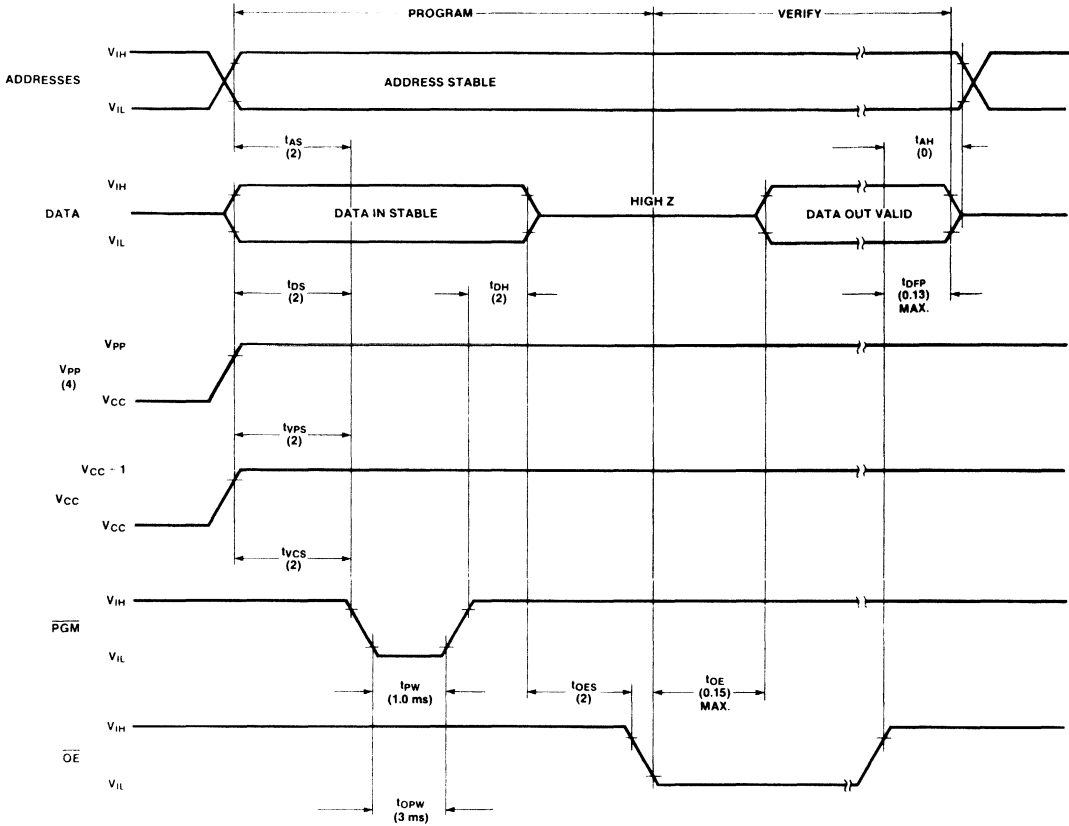 PROGRAM
VERIFY
VIH
ADDRESSES
ADDRESS STABLE
VIL
tAS
(2)
tAH
(0)
VIH
DATA
DATA IN STABLE
HIGH Z
DATA OUT VALID
VIL
tDS
(2)
tDH
(2)
tDFP
(0.13)
MAX.
VPP
VPP
(4)
VCC
tVPS
(2)
VCC - 1
VCC
VCC
tVCS
(2)
VIH
PGM
VIL
tPW
(1.0 ms)
tOES
(2)
tOE
(0.15)
MAX.
VIH
OE
VIL
tOPW
(3 ms)